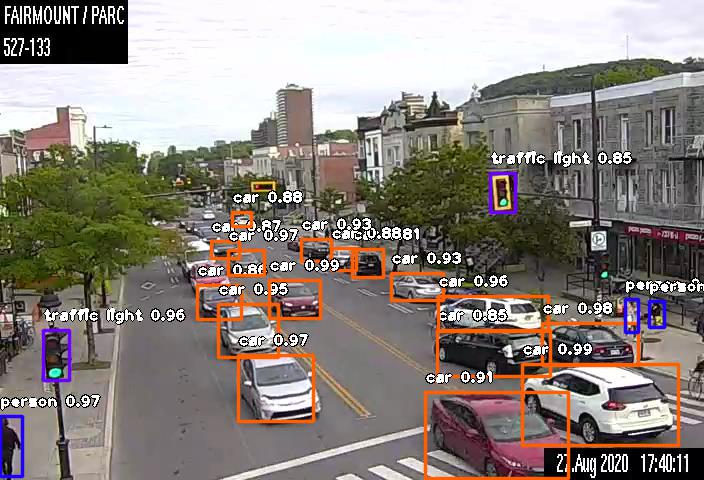 FAIRMOUNT / PARC
527-133
traffic light 0.85
car 0.88
car 0.93
car 0.97
car 0.93
car 0.99
car 0.96
car 0.95
car 0.98
traffic light 0.96
car 0.85
car 0.97
car 0.99
car 0.91
person 0.97
person
27.Aug 2020 17:40:11